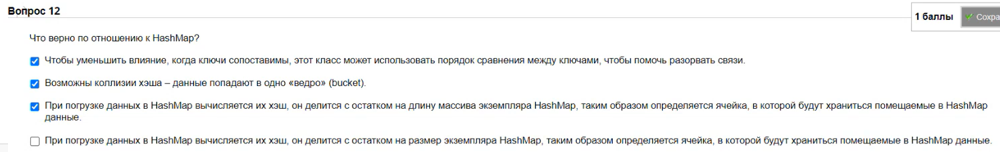 Вопрос 12
1 баллы
Сохра
Что верно по отношению к HashMap?
Чтобы уменьшить влияние, когда ключи сопоставимы, этот класс может использовать порядок сравнения между ключами, чтобы помочь разорвать связи.
Возможны коллизии хэша – данные попадают в одно «ведро» (bucket).
При погрузке данных в HashMap вычисляется их хэш, он делится с остатком на длину массива экземпляра HashMap, таким образом определяется ячейка, в которой будут храниться помещаемые в HashMap
данные.
При погрузке данных в HashMap вычисляется их хэш, он делится с остатком на размер экземпляра HashMap, таким образом определяется ячейка, в которой будут храниться помещаемые в HashMap данные.